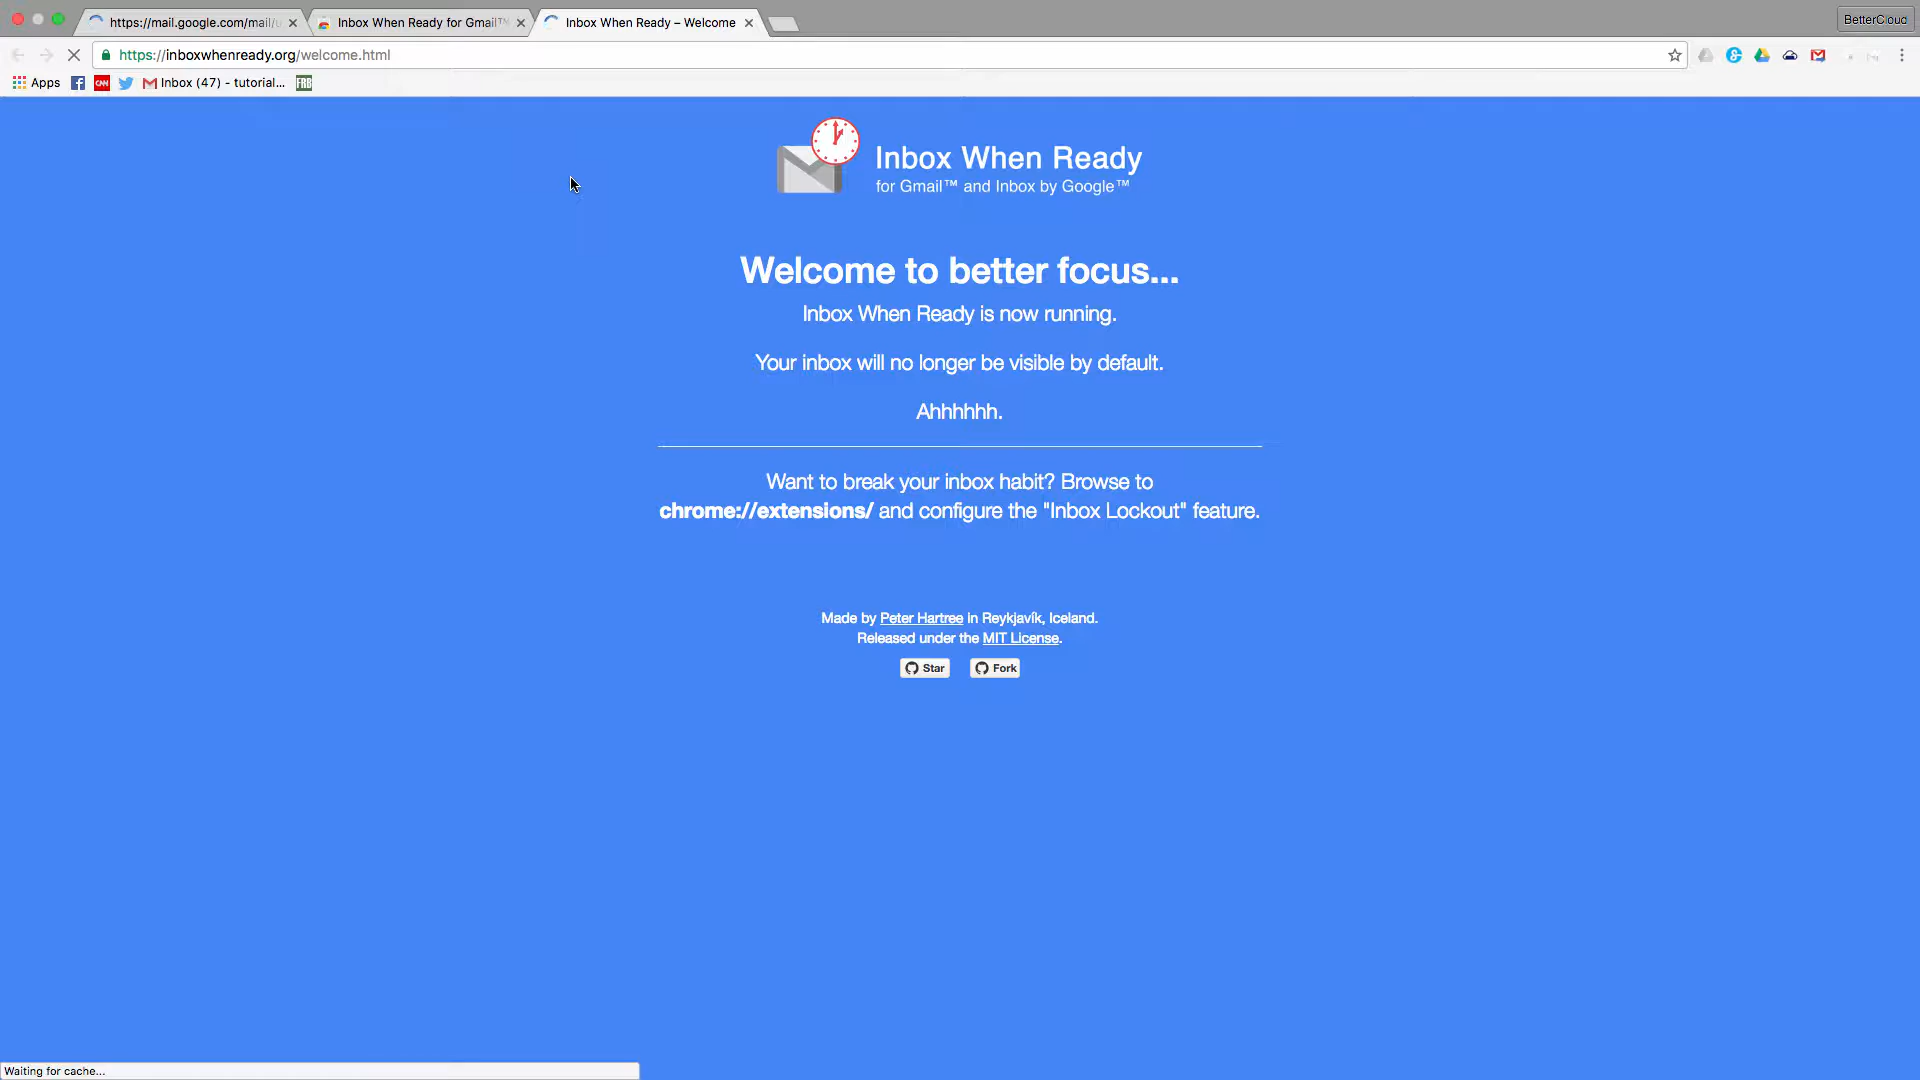 https://mail.google.com/mail/u
Inbox When Ready for Gmail™
Inbox When Ready – Welcome
BetterCloud
https://inboxwhenready.org/welcome.html
Apps
CNN
Inbox (47) - tutorial...
FRB
Inbox When Ready
for Gmail™ and Inbox by Google™
Welcome to better focus...
Inbox When Ready is now running.
Your inbox will no longer be visible by default.
Ahhhhhh.
Want to break your inbox habit? Browse to
chrome://extensions/ and configure the "Inbox Lockout" feature.
Made by Peter Hartree in Reykjavík, Iceland.
Released under the MIT License.
Star
Fork
Waiting for cache...